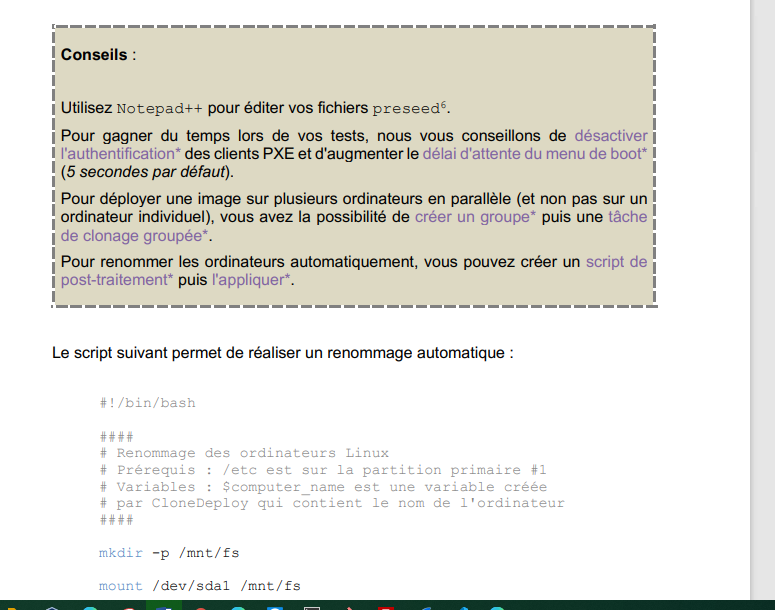 Conseils :
Utilisez Notepad++ pour éditer vos fichiers preseed⁶.
Pour gagner du temps lors de vos tests, nous vous conseillons de désactiver
l'authentification* des clients PXE et d'augmenter le délai d'attente du menu de boot*
(5 secondes par défaut).
Pour déployer une image sur plusieurs ordinateurs en parallèle (et non pas sur un
ordinateur individuel), vous avez la possibilité de créer un groupe* puis une tâche
de clonage groupée*.
Pour renommer les ordinateurs automatiquement, vous pouvez créer un script de
post-traitement* puis l'appliquer*.
Le script suivant permet de réaliser un renommage automatique :
#!/bin/bash
####
# Renommage des ordinateurs Linux
# Prérequis : /etc est sur la partition primaire #1
# Variables : $computer_name est une variable créée
# par CloneDeploy qui contient le nom de l'ordinateur
####
mkdir -p /mnt/fs
mount /dev/sda1 /mnt/fs